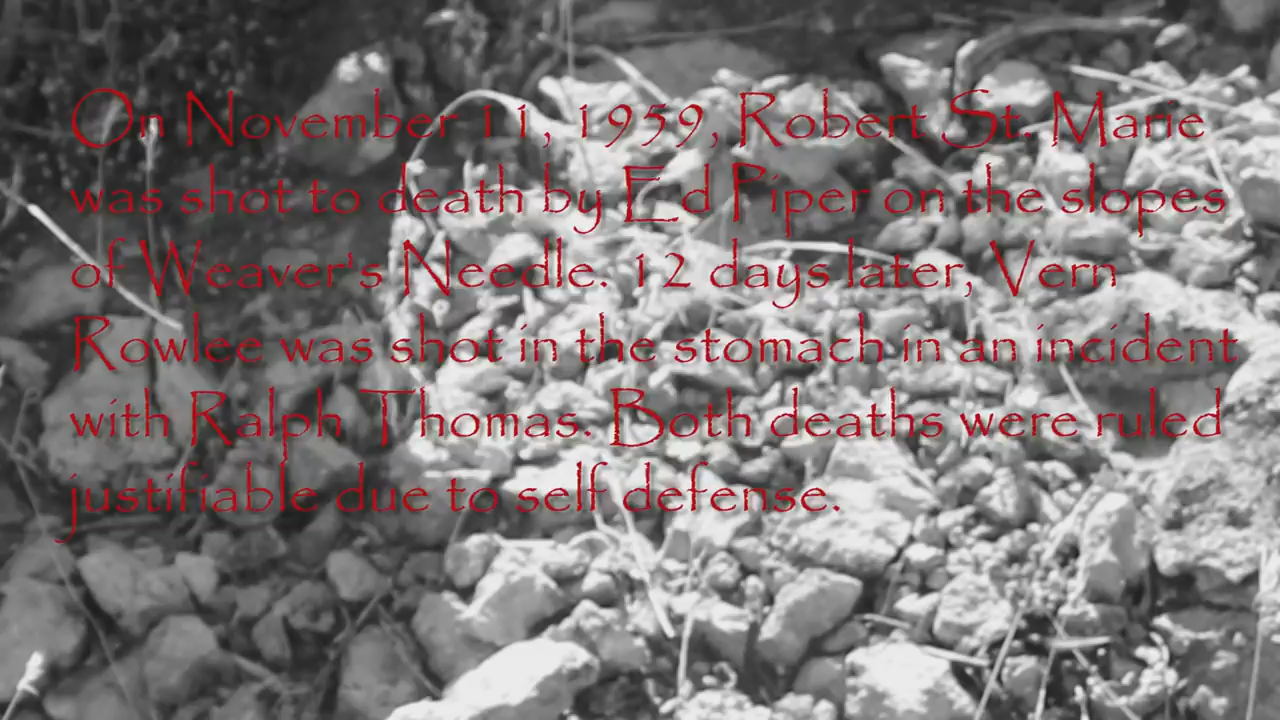 On November 11, 1959, Robert St. Marie
was shot to death by Ed Piper on the slopes
of Weaver's Needle. 12 days later, Vern
Rowlee was shot in the stomach in an incident
with Ralph Thomas. Both deaths were ruled
justifiable due to self defense.